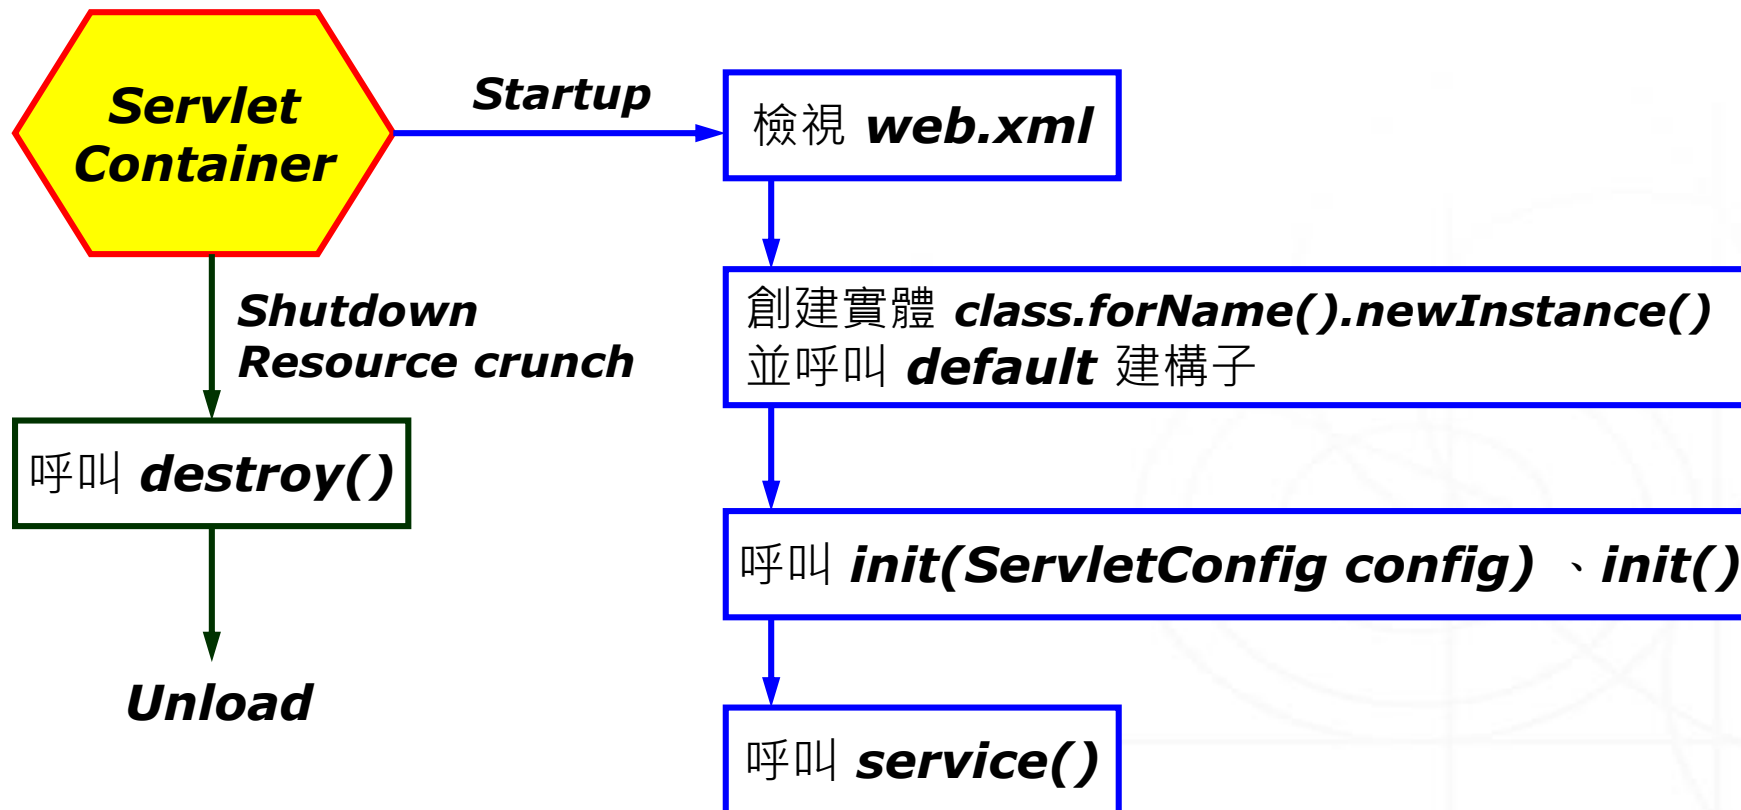 Servlet
Container
Startup
檢視 web.xml
創建實體 class.forName().newInstance()
並呼叫 default 建構子
呼叫 init(ServletConfig config) 、init()
呼叫 service()
Shutdown
Resource crunch
呼叫 destroy()
Unload